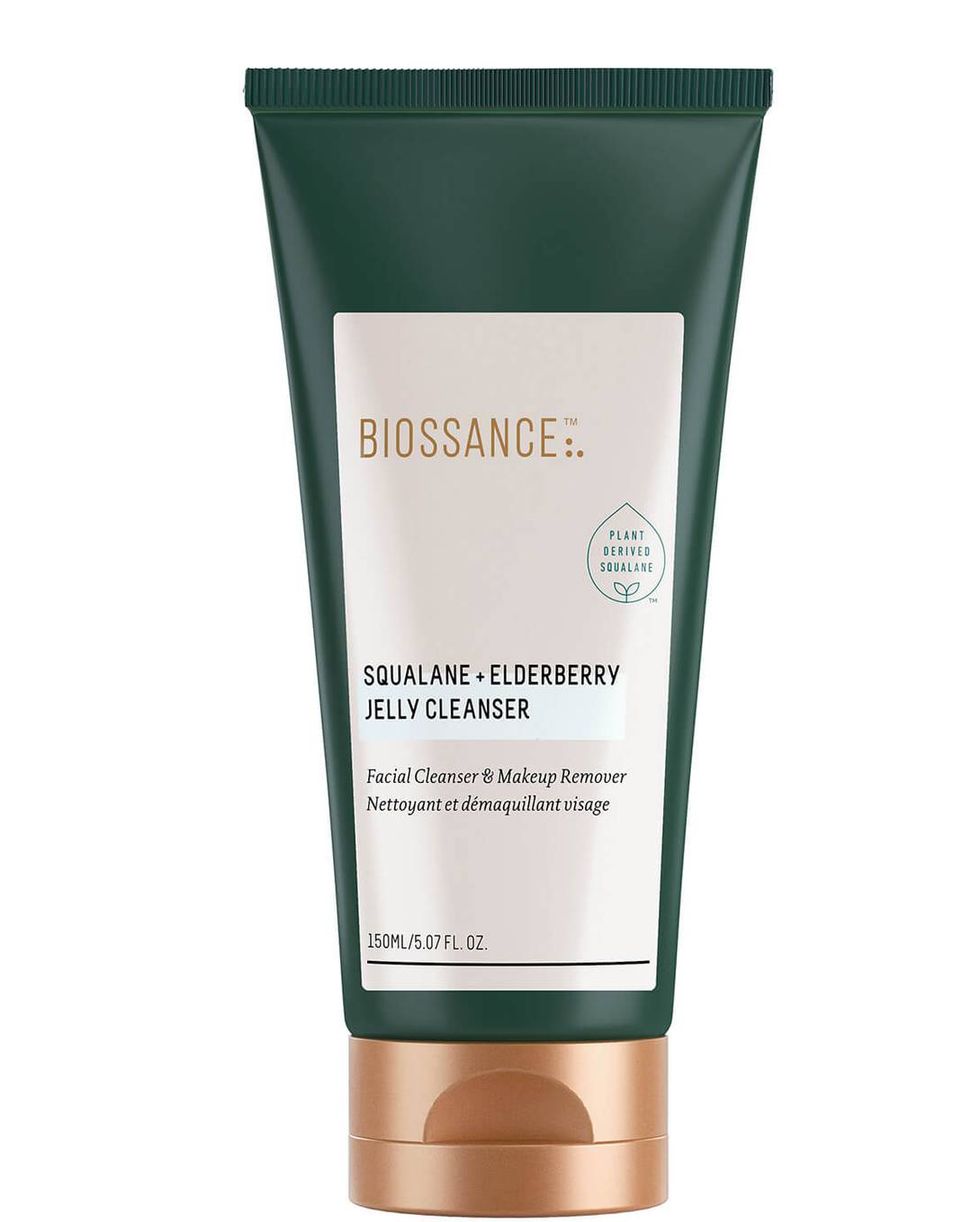 BIOSSANCE™
PLANT
DERIVED
SQUALANE
™
SQUALANE + ELDERBERRY
JELLY CLEANSER
Facial Cleanser & Makeup Remover
Nettoyant et démaquillant visage
150ML/5.07 FL. OZ.